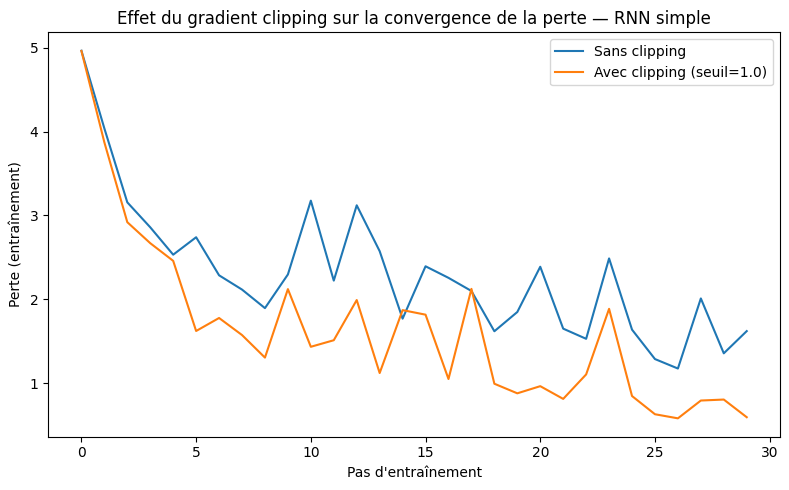 Effet du gradient clipping sur la convergence de la perte — RNN simple
Sans clipping
Avec clipping (seuil=1.0)
Perte (entraînement)
5
4
3
2
1
0
5
10
15
20
25
30
Pas d'entraînement